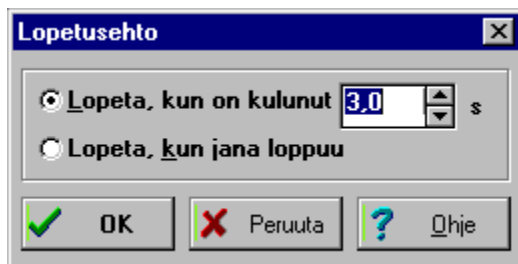 Lopetusehto
Lopeta, kun on kulunut 3,0 s
Lopeta, kun jana loppuu
OK Peruuta Ohje